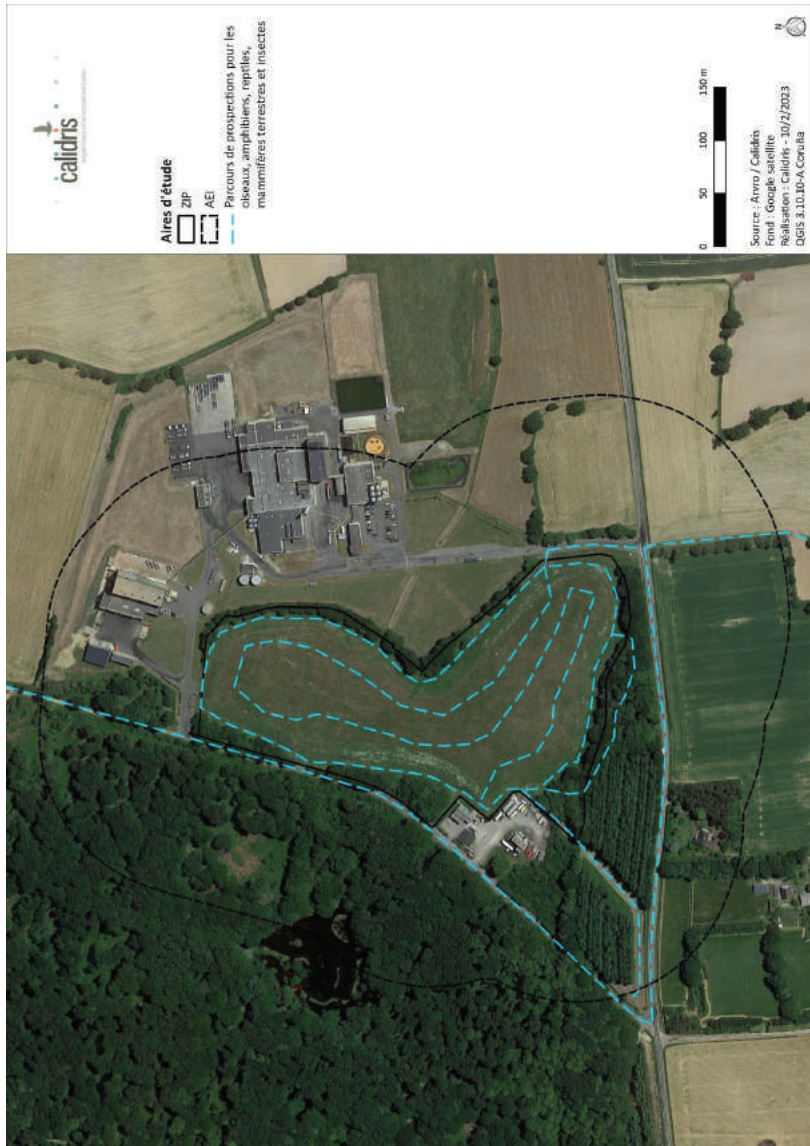 calidris
Aires d'étude
ZIP
AEI
Parcours de prospections pour les
oiseaux, amphibiens, reptiles,
mammifères terrestres et insectes
0 50 100 150 m
Source : Arvro / Calidris
Fond : Google satellite
Réalisation : Calidris - 10/2/2023
QGIS 3.10.10-A Coruña
N